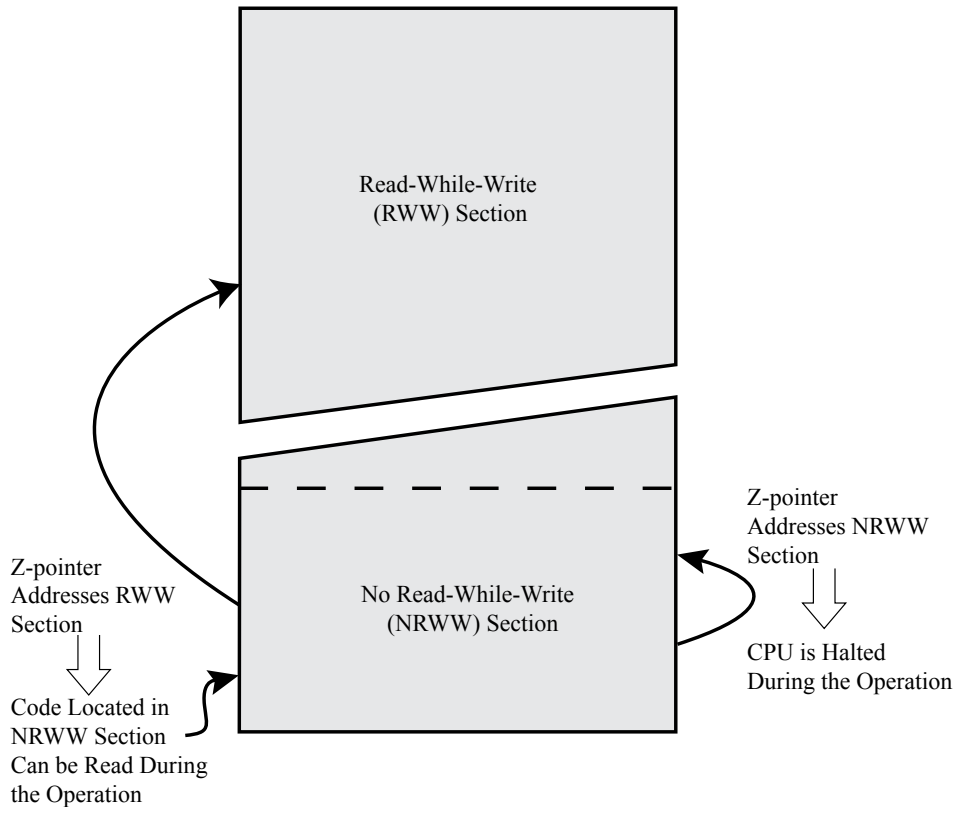 Read-While-Write
(RWW) Section
Z-pointer
Addresses NRWW
Section
Z-pointer
Addresses RWW
Section
No Read-While-Write
(NRWW) Section
CPU is Halted
During the Operation
Code Located in
NRWW Section
Can be Read During
the Operation